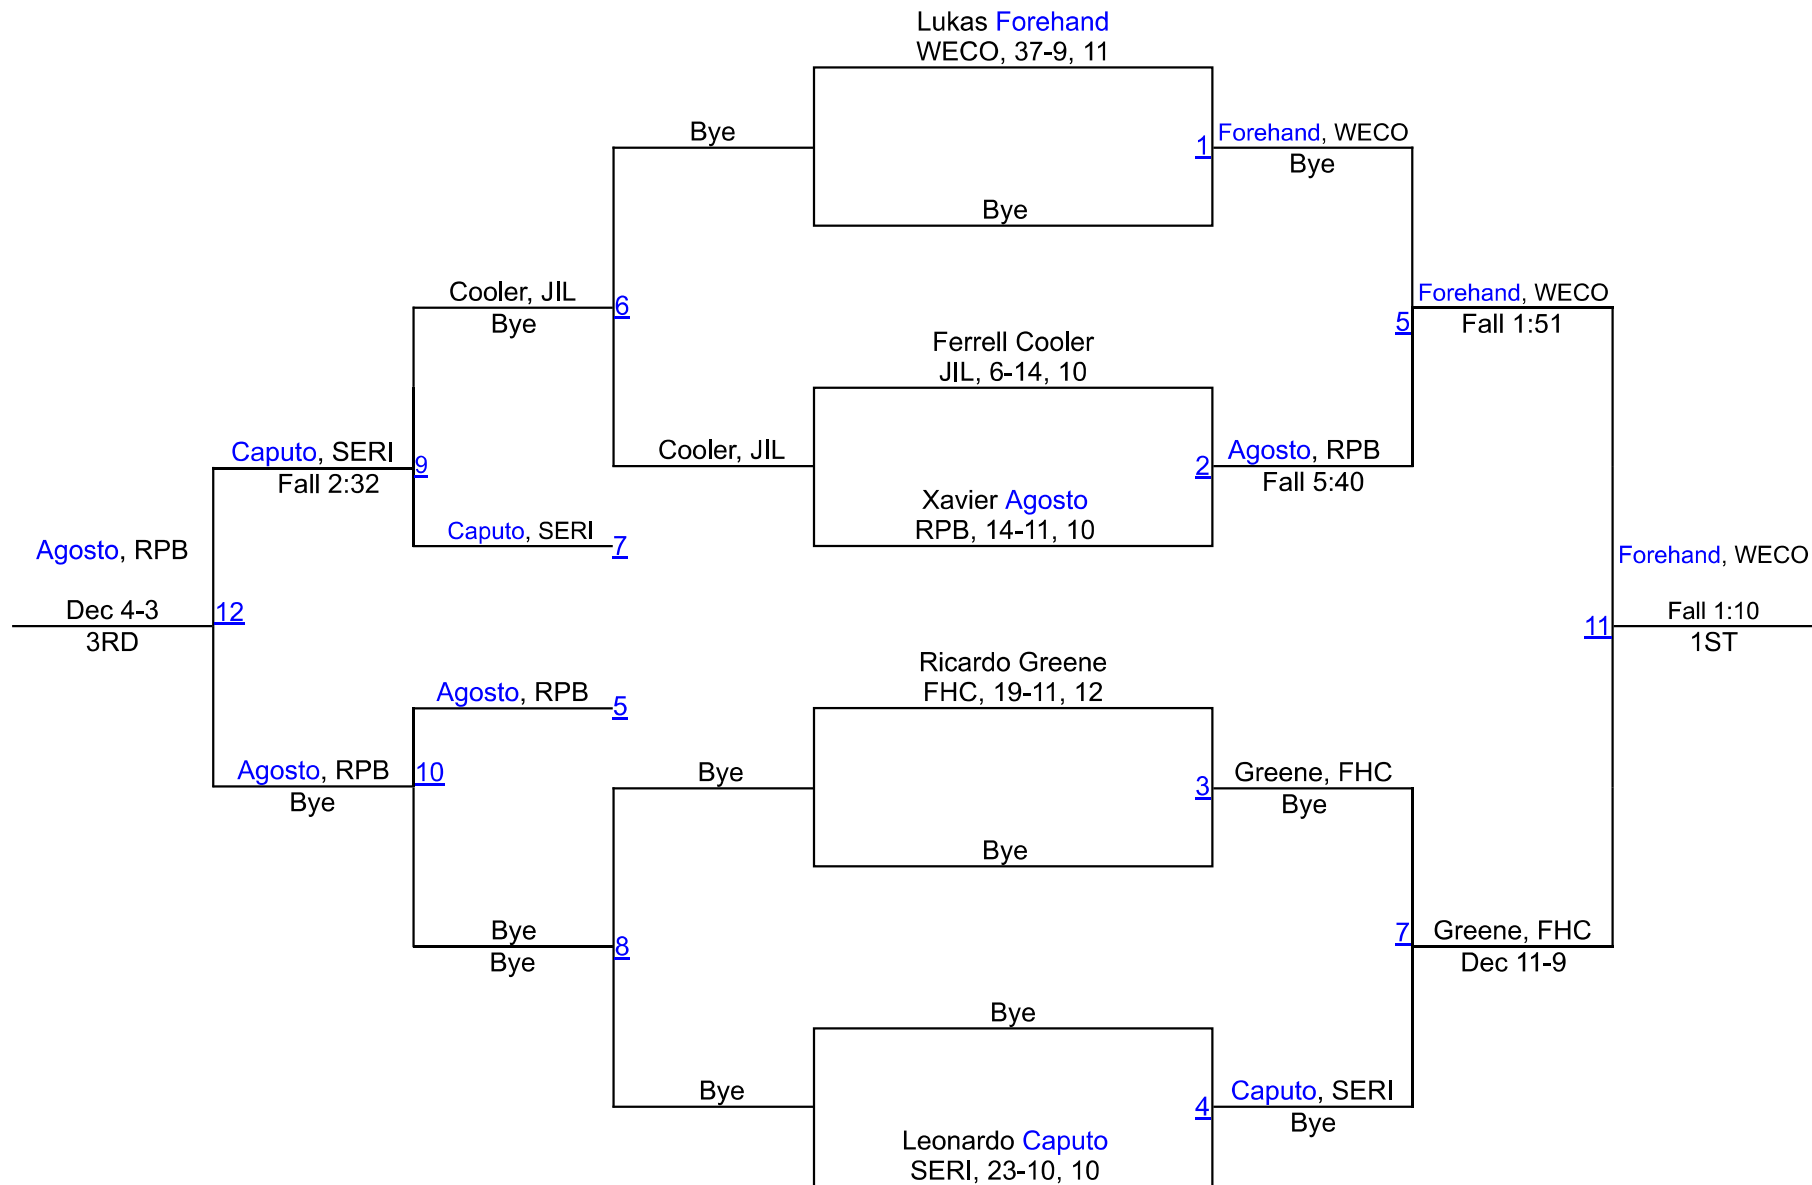 Lukas Forehand
WECO, 37-9, 11
Bye
1
Forehand, WECO
Bye
Bye
Cooler, JIL
Bye
6
Forehand, WECO
Fall 1:51
5
Ferrell Cooler
JIL, 6-14, 10
Caputo, SERI
Fall 2:32
9
Cooler, JIL
2
Agosto, RPB
Fall 5:40
Xavier Agosto
RPB, 14-11, 10
Caputo, SERI
7
Agosto, RPB
Dec 4-3
3RD
12
Forehand, WECO
Fall 1:10
1ST
11
Ricardo Greene
FHC, 19-11, 12
Agosto, RPB
5
Agosto, RPB
Bye
10
Bye
3
Greene, FHC
Bye
Bye
Bye
Bye
8
7
Greene, FHC
Dec 11-9
Bye
Bye
4
Caputo, SERI
Bye
Leonardo Caputo
SERI, 23-10, 10